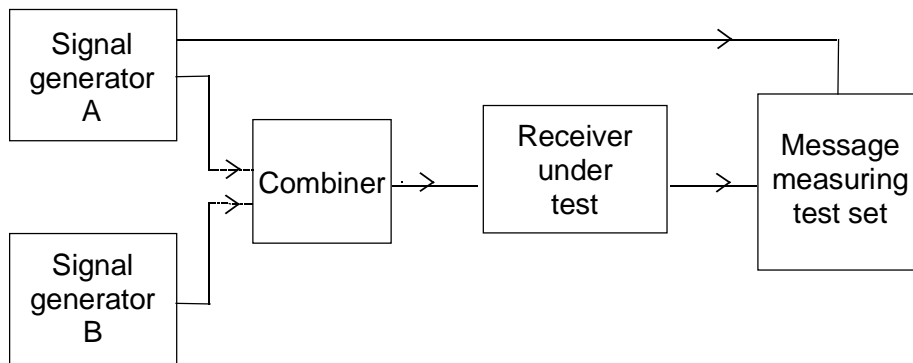 Signal
generator
A
Combiner
Receiver
under
test
Message
measuring
test set
Signal
generator
B